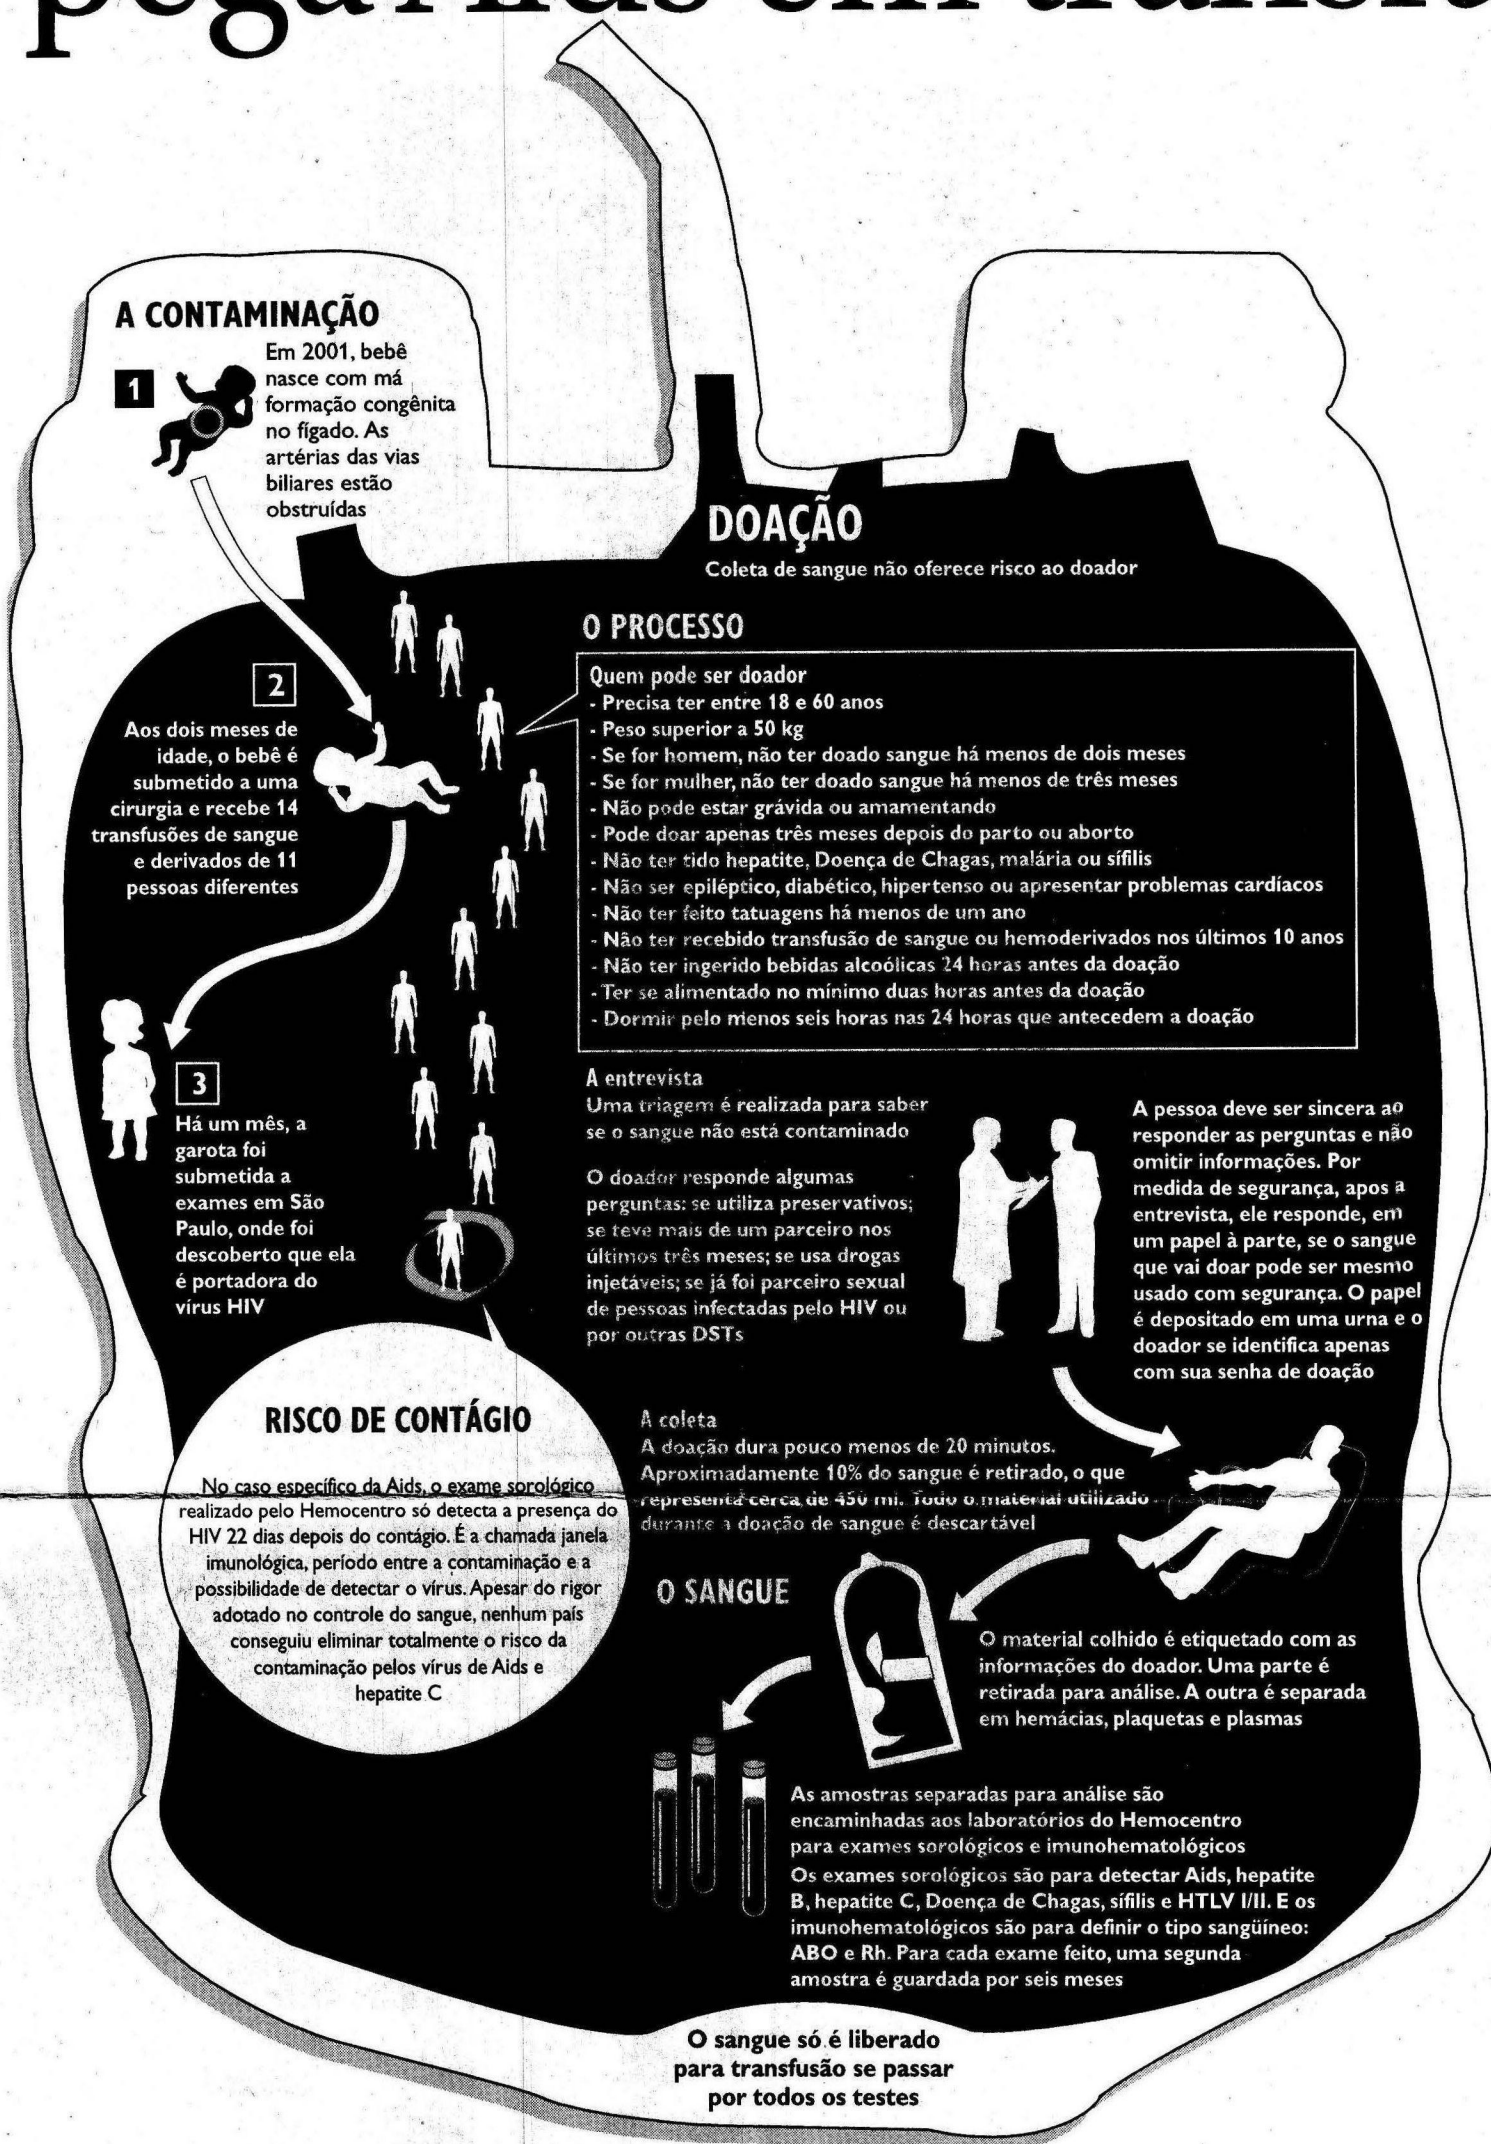 pega Aids em
A CONTAMINAÇÃO
1
Em 2001, bebê
nasce com má
formação congênita
no fígado. As
artérias das vias
biliares estão
obstruídas
2
Aos dois meses de
idade, o bebê é
submetido a uma
cirurgia e recebe 14
transfusões de sangue
e derivados de 11
pessoas diferentes
3
Há um mês, a
garota foi
submetida a
exames em São
Paulo, onde foi
descoberto que ela
é portadora do
vírus HIV
RISCO DE CONTÁGIO
No caso específico da Aids, o exame sorológico
realizado pelo Hemocentro só detecta a presença do
HIV 22 dias depois do contágio. É a chamada janela
imunológica, período entre a contaminação e a
possibilidade de detectar o vírus. Apesar do rigor
adotado no controle do sangue, nenhum país
conseguiu eliminar totalmente o risco da
contaminação pelos vírus de Aids e
hepatite C
DOAÇÃO
Coleta de sangue não oferece risco ao doador
O PROCESSO
Quem pode ser doador
- Precisa ter entre 18 e 60 anos
- Peso superior a 50 kg
- Se for homem, não ter doado sangue há menos de dois meses
- Se for mulher, não ter doado sangue há menos de três meses
- Não pode estar grávida ou amamentando
- Pode doar apenas três meses depois do parto ou aborto
- Não ter tido hepatite, Doença de Chagas, malária ou sífilis
- Não ser epiléptico, diabético, hipertenso ou apresentar problemas cardíacos
- Não ter feito tatuagens há menos de um ano
- Não ter recebido transfusão de sangue ou hemoderivados nos últimos 10 anos
- Não ter ingerido bebidas alcoólicas 24 horas antes da doação
- Ter se alimentado no mínimo duas horas antes da doação
- Dormir pelo menos seis horas nas 24 horas que antecedem a doação
A entrevista
Uma triagem é realizada para saber
se o sangue não está contaminado
O doador responde algumas
perguntas: se utiliza preservativos;
se teve mais de um parceiro nos
últimos três meses; se usa drogas
injetáveis; se já foi parceiro sexual
de pessoas infectadas pelo HIV ou
por outras DSTs
A pessoa deve ser sincera ao
responder as perguntas e não
omitir informações. Por
medida de segurança, apos a
entrevista, ele responde, em
um papel à parte, se o sangue
que vai doar pode ser mesmo
usado com segurança. O papel
é depositado em uma urna e o
doador se identifica apenas
com sua senha de doação
A coleta
A doação dura pouco menos de 20 minutos.
Aproximadamente 10% do sangue é retirado, o que
representa cerca de 450 ml. Todo o material utilizado
durante a doação de sangue é descartável
O SANGUE
O material colhido é etiquetado com as
informações do doador. Uma parte é
retirada para análise. A outra é separada
em hemácias, plaquetas e plasmas
As amostras separadas para análise são
encaminhadas aos laboratórios do Hemocentro
para exames sorológicos e imunohematológicos
Os exames sorológicos são para detectar Aids, hepatite
B, hepatite C, Doença de Chagas, sífilis e HTLV I/II. E os
imunohematológicos são para definir o tipo sangüíneo:
ABO e Rh. Para cada exame feito, uma segunda
amostra é guardada por seis meses
O sangue só é liberado
para transfusão se passar
por todos os testes